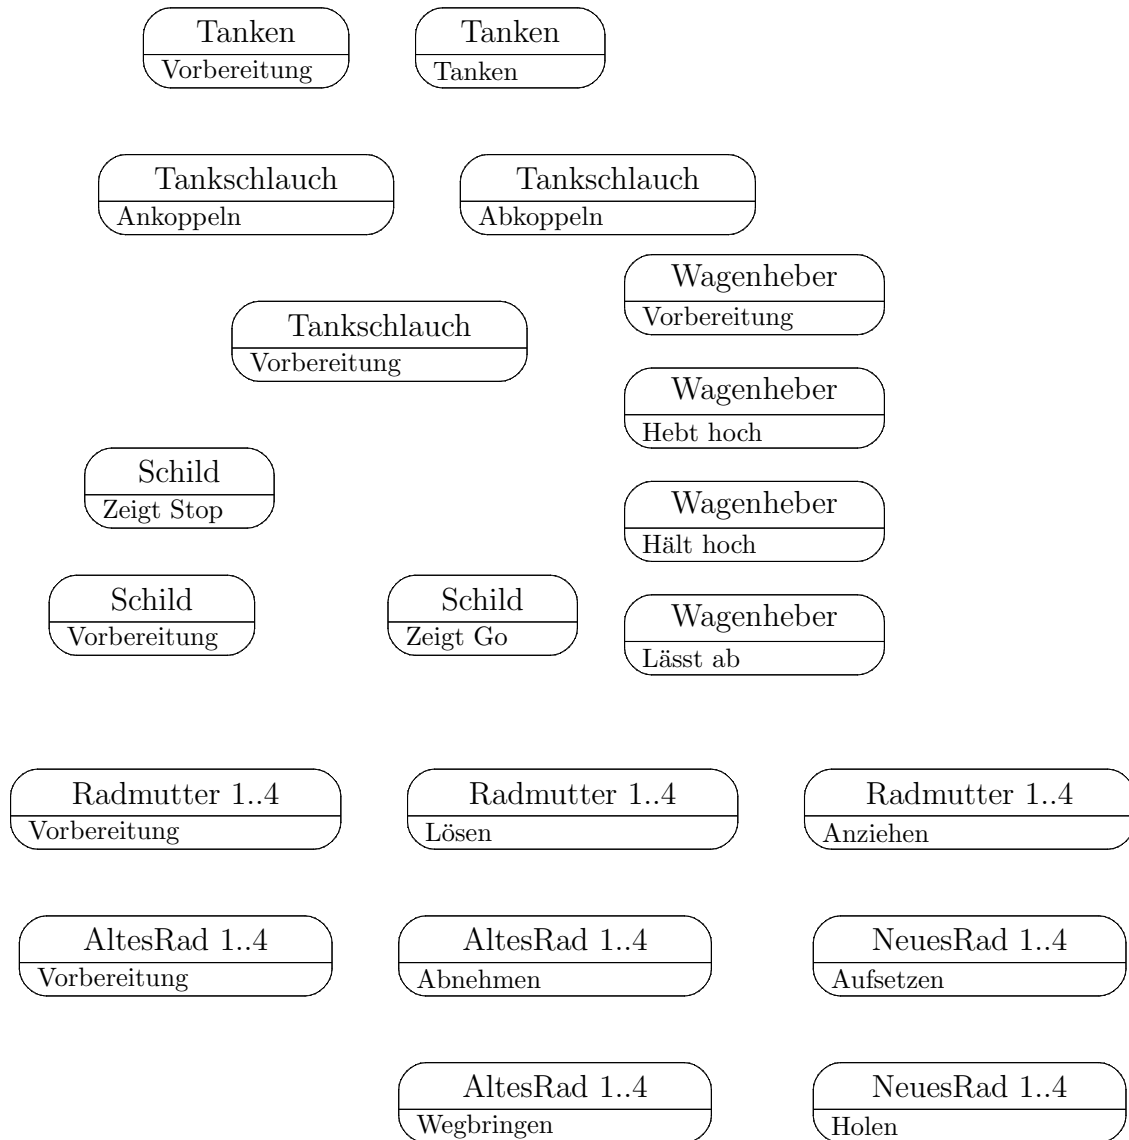 Tanken
Vorbereitung
Tanken
Tanken
Tankschlauch
Ankoppeln
Tankschlauch
Abkoppeln
Wagenheber
Vorbereitung
Tankschlauch
Vorbereitung
Wagenheber
Hebt hoch
Schild
Zeigt Stop
Wagenheber
Hält hoch
Schild
Vorbereitung
Schild
Zeigt Go
Wagenheber
Lässt ab
Radmutter 1..4
Vorbereitung
Radmutter 1..4
Lösen
Radmutter 1..4
Anziehen
AltesRad 1..4
Vorbereitung
AltesRad 1..4
Abnehmen
NeuesRad 1..4
Aufsetzen
AltesRad 1..4
Wegbringen
NeuesRad 1..4
Holen